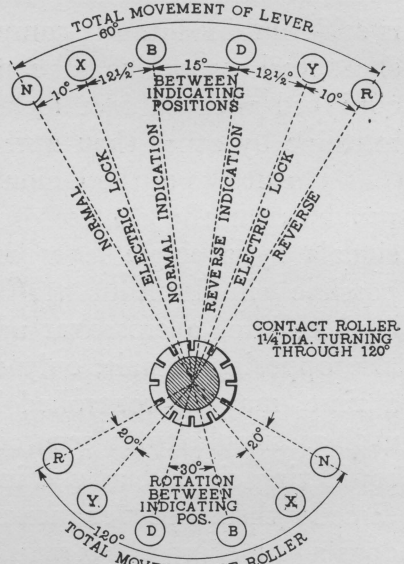 TOTAL MOVEMENT OF LEVER
60°
N
X
B
D
Y
R
10°
12½°
15°
12½°
10°
BETWEEN
INDICATING
POSITIONS
NORMAL
ELECTRIC LOCK
NORMAL INDICATION
REVERSE INDICATION
ELECTRIC LOCK
REVERSE
CONTACT ROLLER
1¼" DIA. TURNING
THROUGH 120°
20°
20°
30°
ROTATION
BETWEEN
INDICATING
POS.
R
Y
D
B
X
N
120°
TOTAL ROLLER